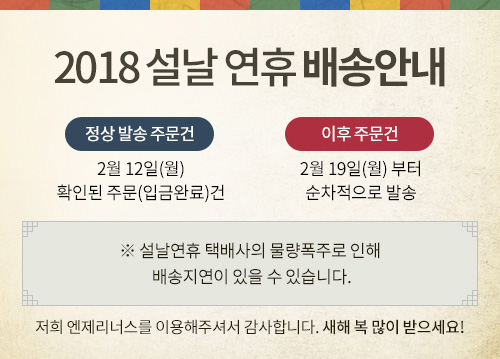 2018 설날 연휴 배송안내
정상 발송 주문건
2월 12일(월)
확인된 주문(입금완료)건
이후 주문건
2월 19일(월) 부터
순차적으로 발송
※ 설날연휴 택배사의 물량폭주로 인해
배송지연이 있을 수 있습니다.
저희 엔제리너스를 이용해주셔서 감사합니다. 새해 복 많이 받으세요!